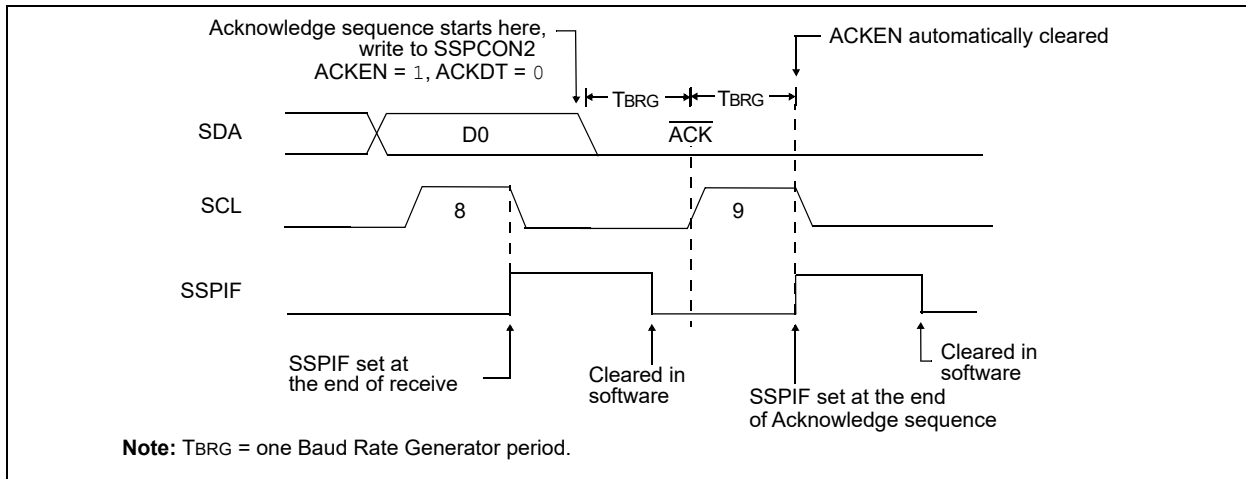 Acknowledge sequence starts here,
write to SSPCON2
ACKEN = 1, ACKDT = 0
ACKEN automatically cleared
TBRG
TBRG
SDA
D0
ACK
SCL
8
9
SSPIF
SSPIF set at
the end of receive
Cleared in
software
SSPIF set at the end
of Acknowledge sequence
Cleared in
software
Note: TBRG = one Baud Rate Generator period.